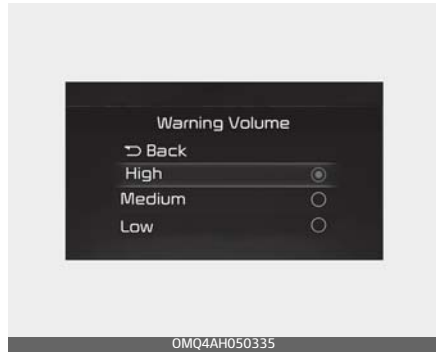 Warning Volume
Back
High
Medium
Low
OMQ4AH050335